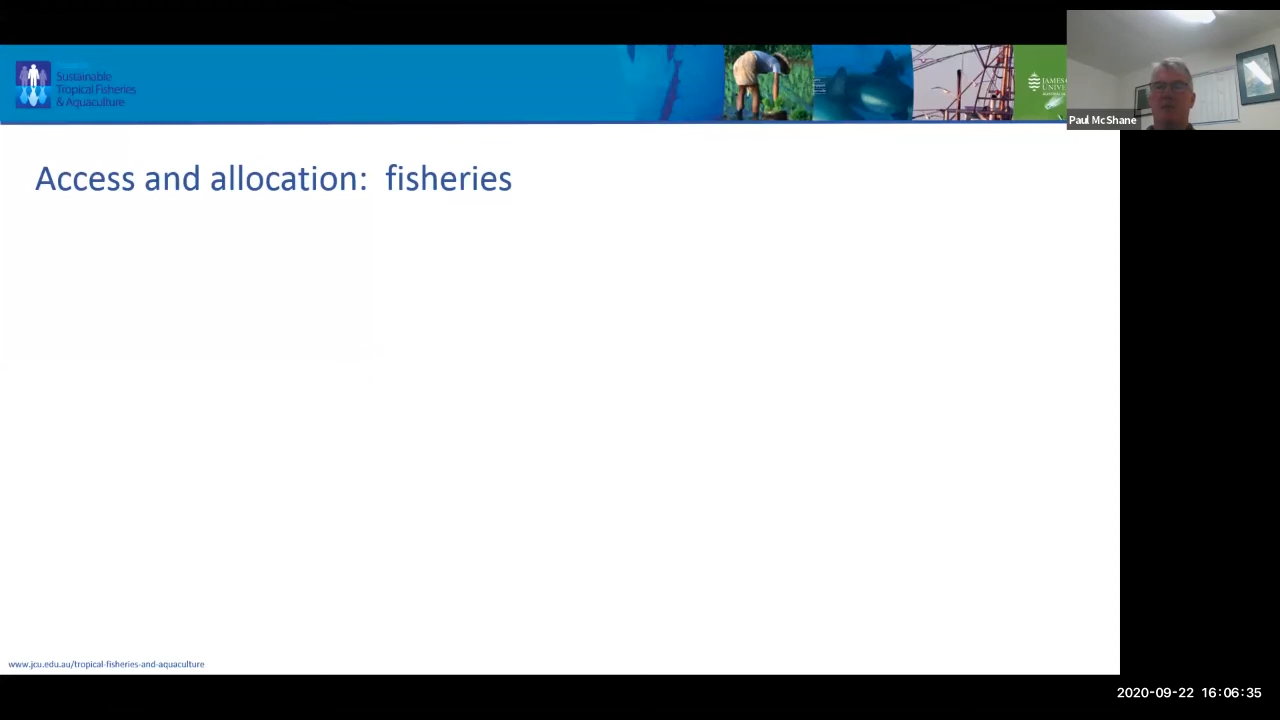 Sustainable
Tropical Fisheries
& Aquaculture
Paul McShane
Access and allocation:  fisheries
www.jcu.edu.au/tropical-fisheries-and-aquaculture
2020-09-22 16:06:35